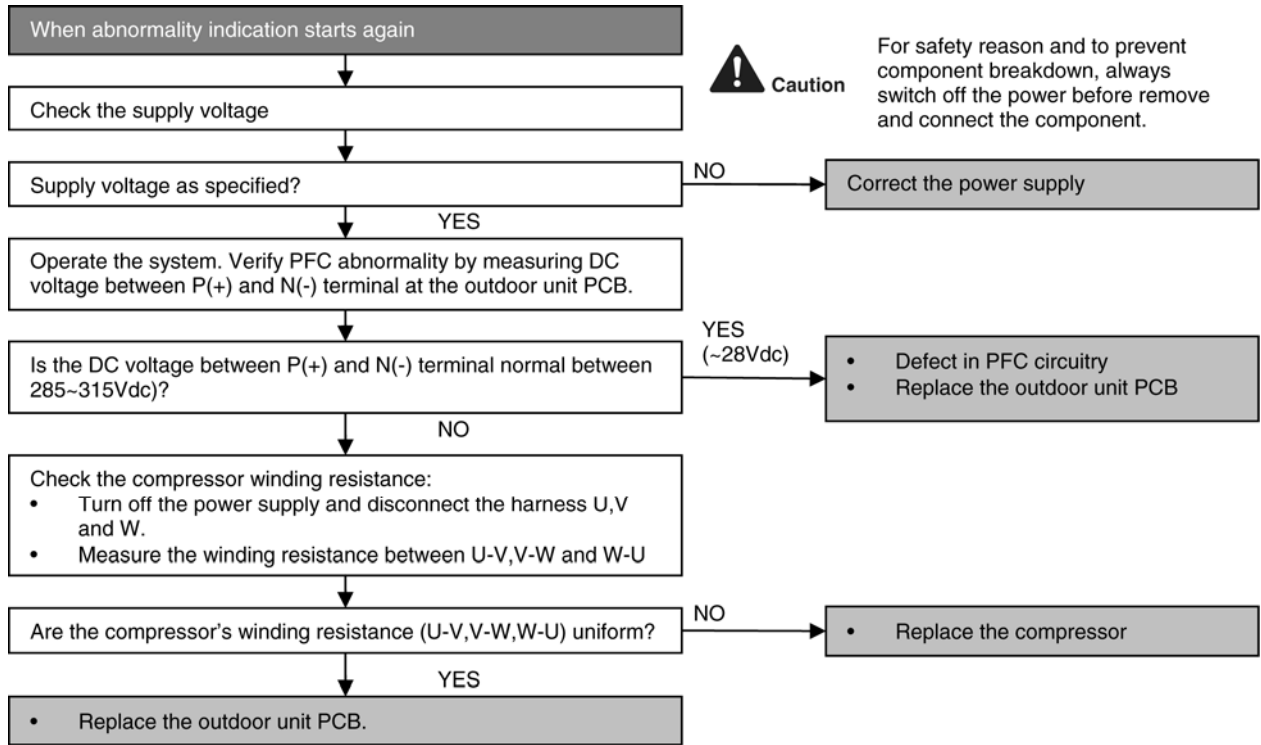 When abnormality indication starts again
For safety reason and to prevent
component breakdown, always
switch off the power before remove
and connect the component.
Caution
Check the supply voltage
Supply voltage as specified?
NO
Correct the power supply
YES
Operate the system. Verify PFC abnormality by measuring DC
voltage between P(+) and N(-) terminal at the outdoor unit PCB.
Is the DC voltage between P(+) and N(-) terminal normal between
285~315Vdc)?
YES
(~28Vdc)
• Defect in PFC circuitry
• Replace the outdoor unit PCB
NO
Check the compressor winding resistance:
• Turn off the power supply and disconnect the harness U,V
and W.
• Measure the winding resistance between U-V,V-W and W-U
Are the compressor's winding resistance (U-V,V-W,W-U) uniform?
NO
• Replace the compressor
YES
• Replace the outdoor unit PCB.